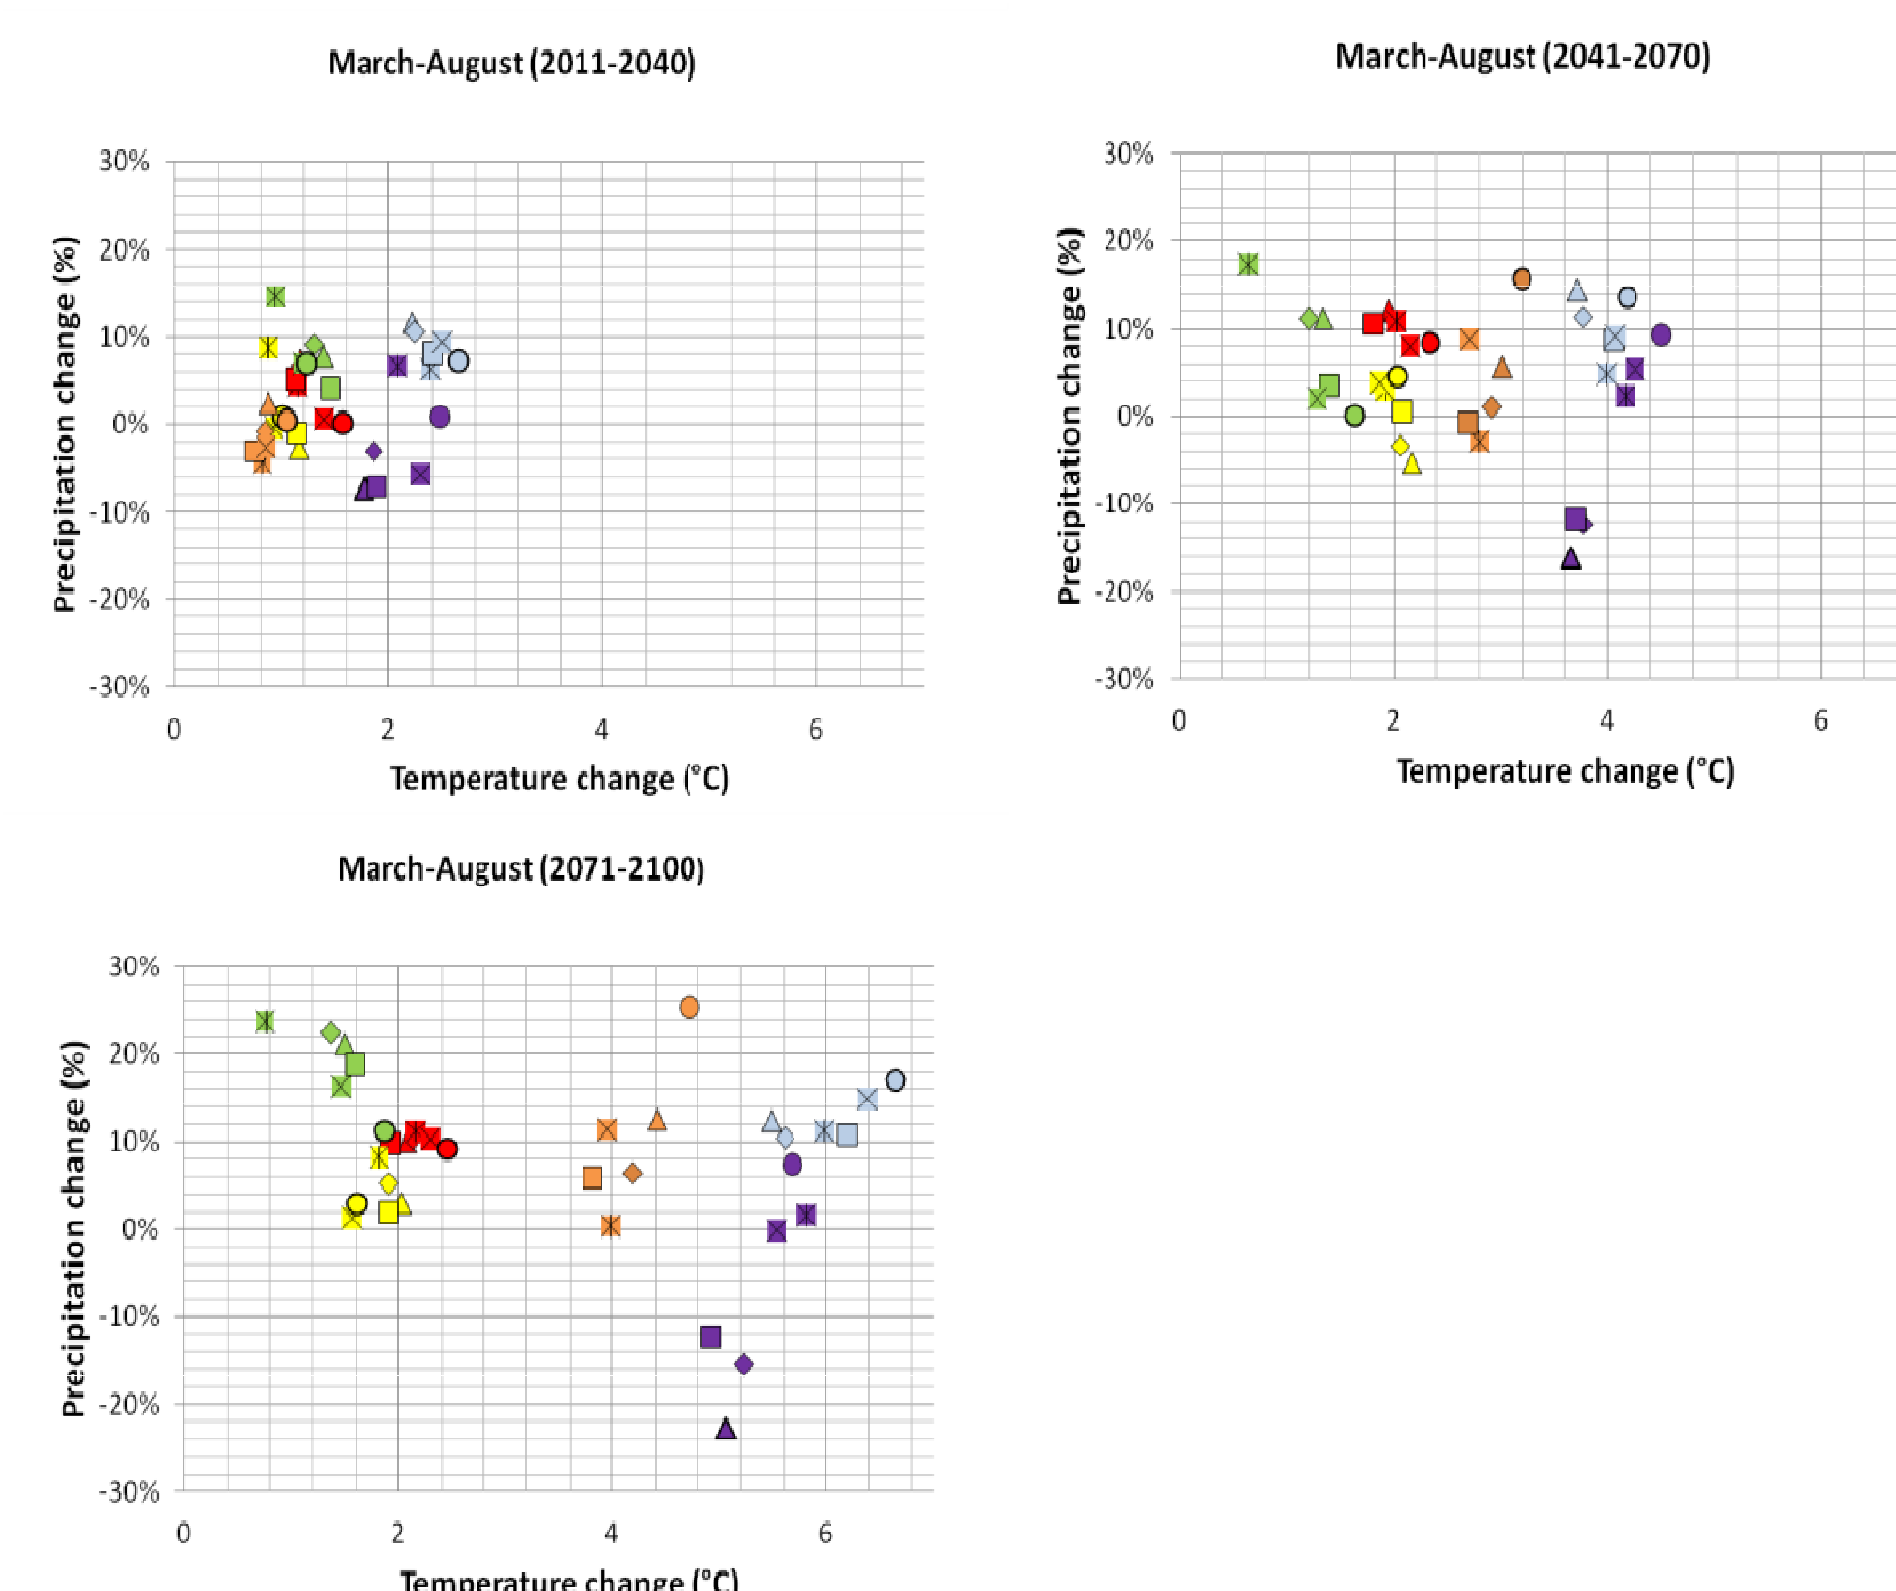 March-August (2011-2040)
30%
20%
10%
0%
-10%
-20%
-30%
Precipitation change (%)
0 2 4 6
Temperature change (°C)
March-August (2041-2070)
30%
20%
10%
0%
-10%
-20%
-30%
Precipitation change (%)
0 2 4 6
Temperature change (°C)
March-August (2071-2100)
30%
20%
10%
0%
-10%
-20%
-30%
Precipitation change (%)
0 2 4 6
Temperature change (°C)